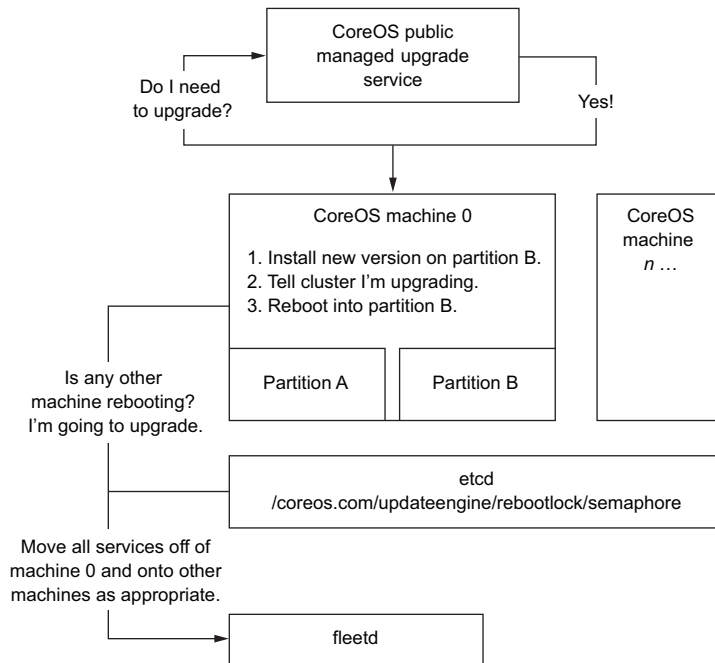 CoreOS public
managed upgrade
service
Do I need
to upgrade?
Yes!
CoreOS machine 0
1. Install new version on partition B.
2. Tell cluster I’m upgrading.
3. Reboot into partition B.
Partition A
Partition B
CoreOS
machine
n …
Is any other
machine rebooting?
I’m going to upgrade.
etcd
/coreos.com/updateengine/rebootlock/semaphore
Move all services off of
machine 0 and onto other
machines as appropriate.
fleetd